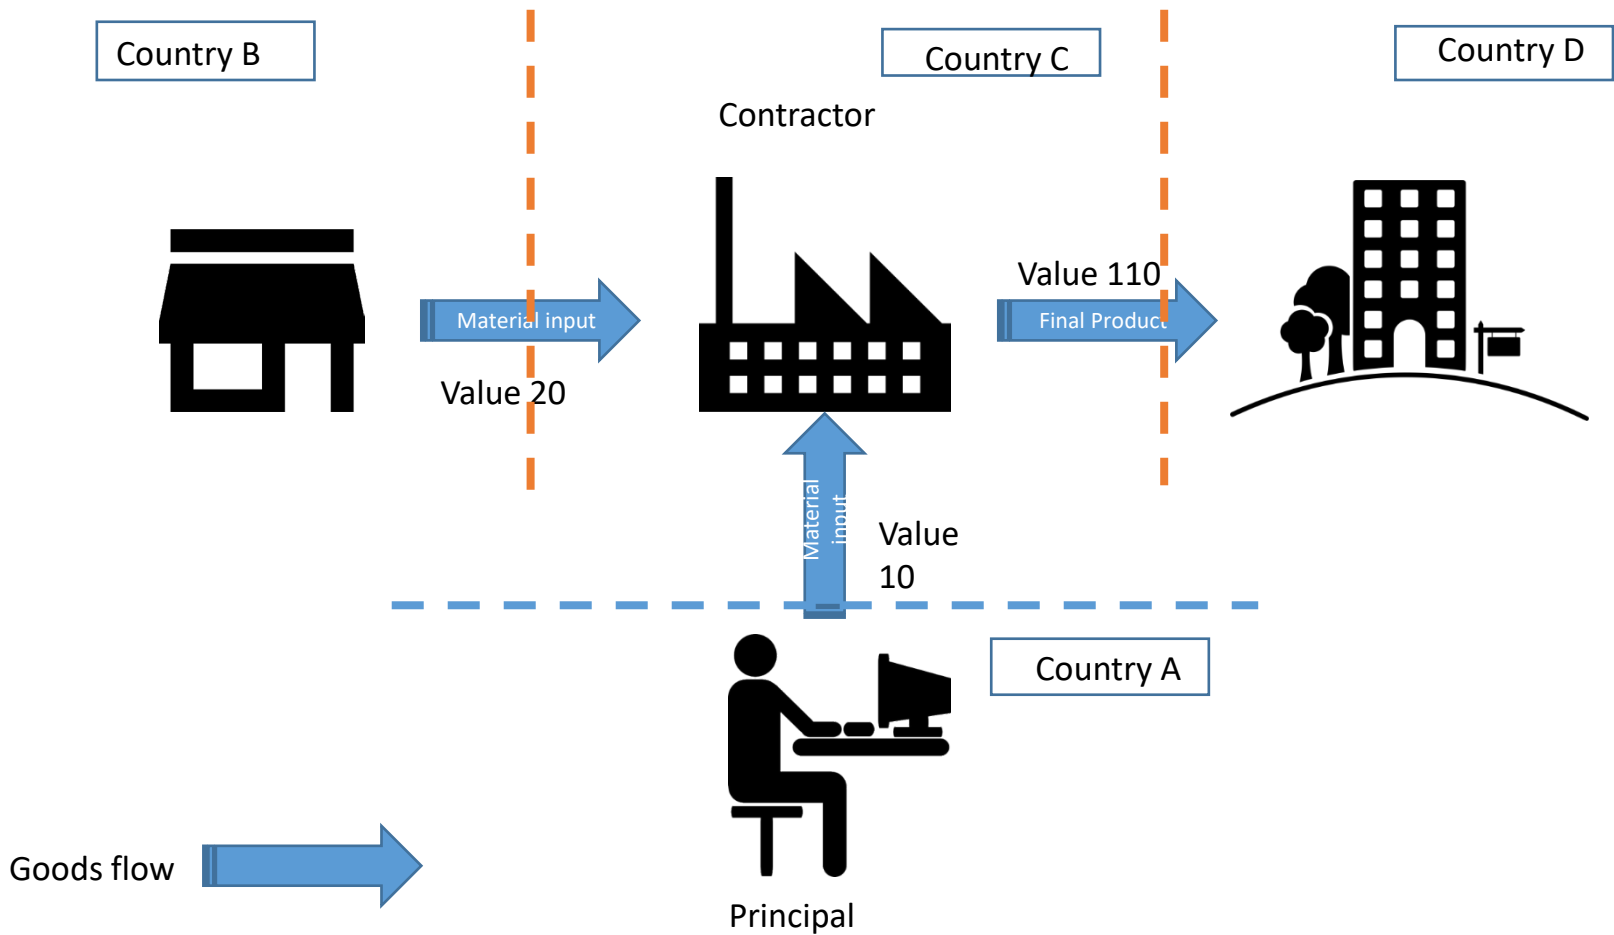 Country B
Country C
Country D
Contractor
Value 110
Material input
Final Product
Value 20
Material
input
Value
10
Country A
Goods flow
Principal